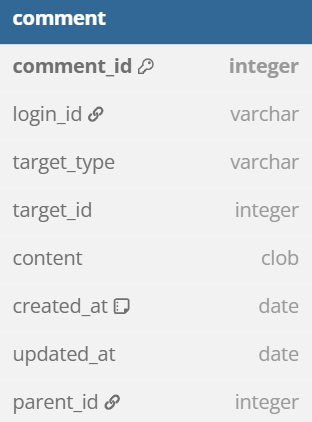 comment
comment_id integer
login_id varchar
target_type varchar
target_id integer
content clob
created_at date
updated_at date
parent_id integer